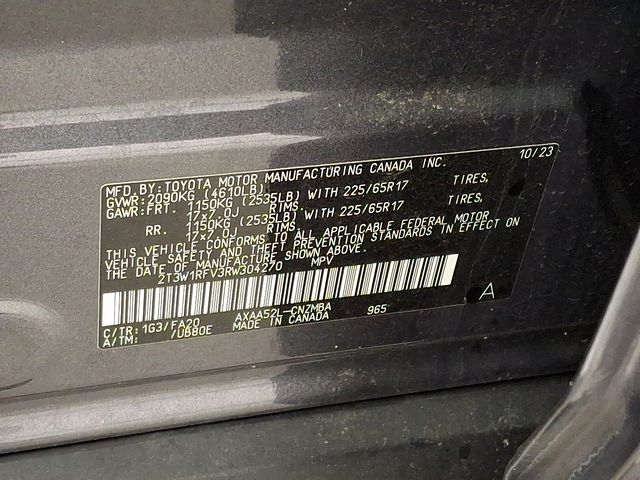 MFD. BY: TOYOTA MOTOR MANUFACTURING CANADA INC. 10/23
GVWR: 2090KG (4610LB)
GAWR: FRT. 1150KG (2535LB) WITH 225/65R17 TIRES,
17x7.0J RIMS.
RR. 1150KG (2535LB) WITH 225/65R17 TIRES,
17x7.0J RIMS.
THIS VEHICLE CONFORMS TO ALL APPLICABLE FEDERAL MOTOR
VEHICLE SAFETY AND THEFT PREVENTION STANDARDS IN EFFECT ON
THE DATE OF MANUFACTURE SHOWN ABOVE.
2T3W1RFV3RW304270 MPV
C/TR: 1G3/FA20 AXAA52L-CNZMBA 965 A
A/TM: /UB80E MADE IN CANADA